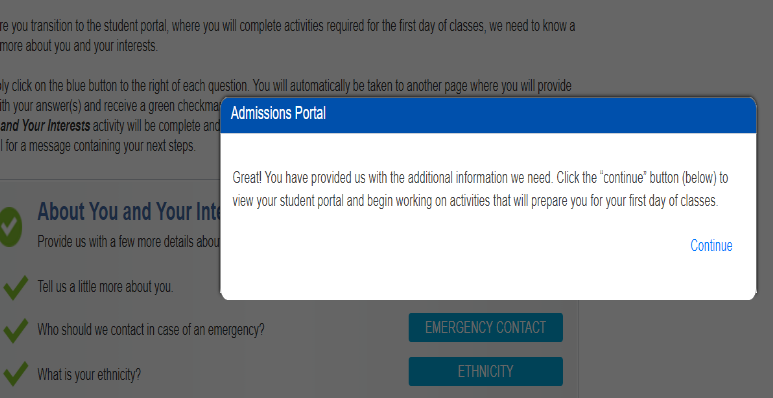 re you transition to the student portal, where you will complete activities required for the first day of classes, we need to know a
more about you and your interests.
ly click on the blue button to the right of each question. You will automatically be taken to another page where you will provide
ith your answer(s) and receive a green checkma
and Your Interests activity will be complete and
l for a message containing your next steps.
Admissions Portal
Great! You have provided us with the additional information we need. Click the “continue” button (below) to
view your student portal and begin working on activities that will prepare you for your first day of classes.
Continue
About You and Your Inte
Provide us with a few more details abou
Tell us a little more about you.
Who should we contact in case of an emergency?
EMERGENCY CONTACT
What is your ethnicity?
ETHNICITY